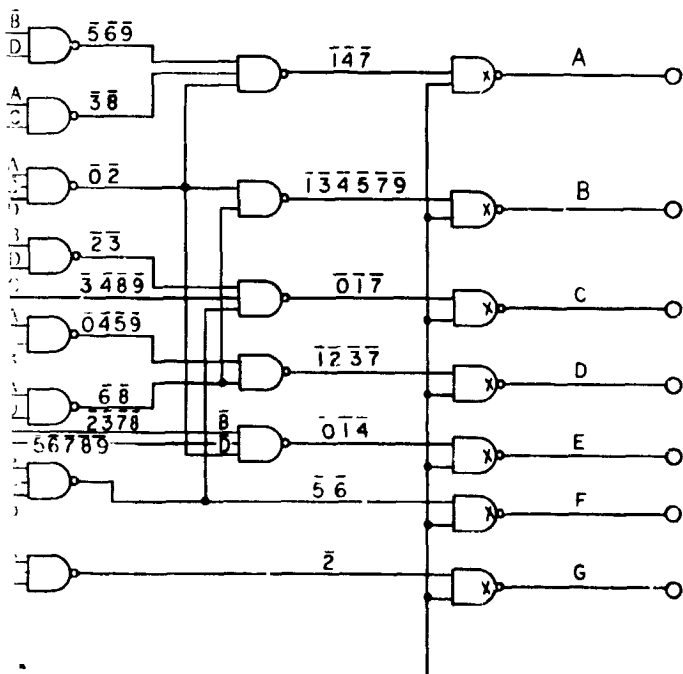 B̄
D 5̄ 6̄ 9̄ 1̄ 4̄ 7̄ X A
A
C 3̄ 8̄
A 0̄ 2̄ 1̄ 3̄ 4̄ 5̄ 7̄ 9̄ X B
D
B 2̄ 3̄
D
C 3̄ 4̄ 8̄ 9̄ 0̄ 1̄ 7̄ X C
A 0̄ 4̄ 5̄ 9̄
1̄ 2̄ 3̄ 7̄ X D
A 6̄ 8̄
2̄ 3̄ 7̄ 8̄ B̄
5 6̄ 7̄ 8̄ 9̄ D̄ 0̄ 1̄ 4̄ X E
5̄ 6̄ X F
2̄ X G